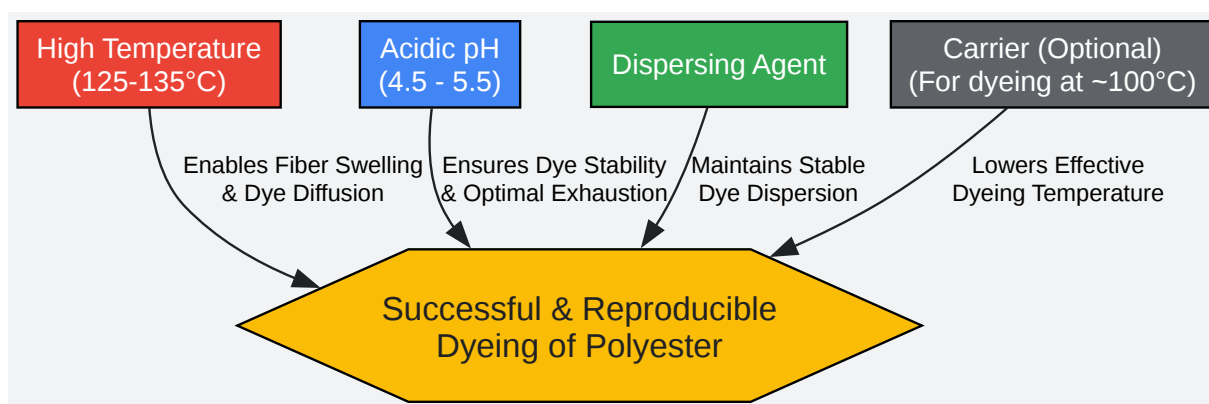 High Temperature
(125-135°C)
Acidic pH
(4.5 - 5.5)
Dispersing Agent
Carrier (Optional)
(For dyeing at ~100°C)
Enables Fiber Swelling
& Dye Diffusion
Ensures Dye Stability
& Optimal Exhaustion
Maintains Stable
Dye Dispersion
Lowers Effective
Dyeing Temperature
Successful & Reproducible
Dyeing of Polyester